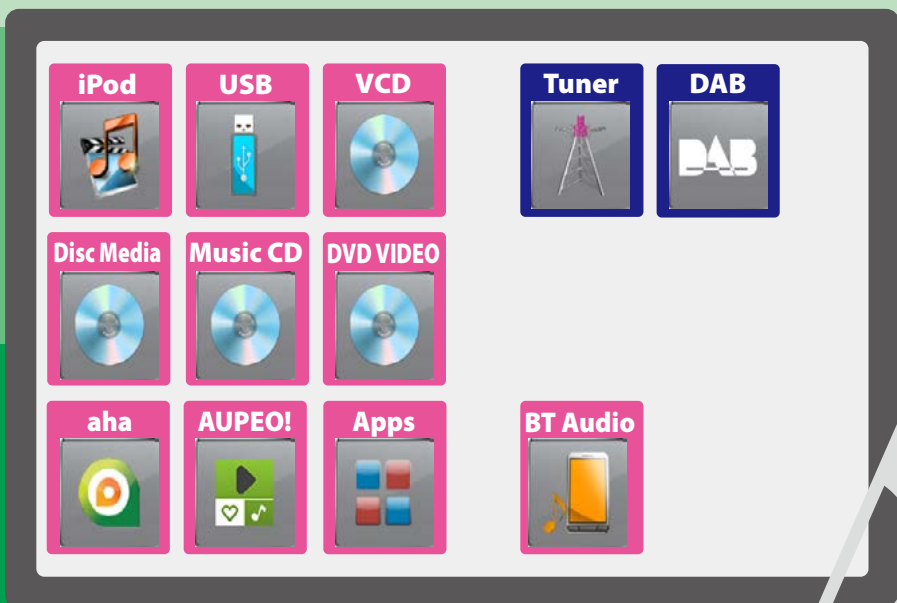 iPod USB VCD Tuner DAB
DAB
Disc Media Music CD DVD VIDEO
aha AUPEO! Apps BT Audio